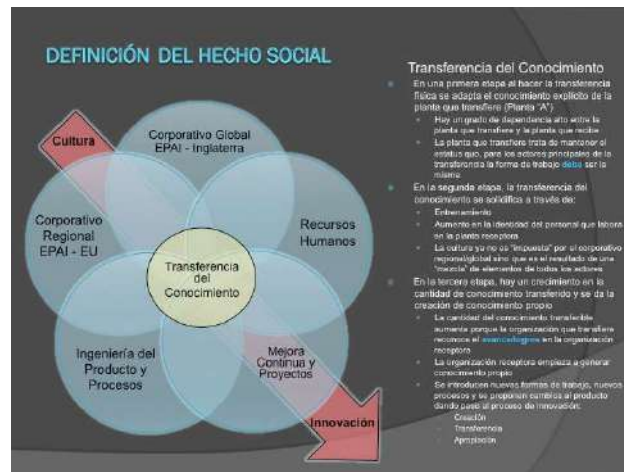 DEFINICIÓN DEL HECHO SOCIAL
Cultura
Corporativo Global
EPAI - Inglaterra
Corporativo
Regional
EPAI - EU
Recursos
Humanos
Transferencia
del
Conocimiento
Ingeniería del
Producto y
Procesos
Mejora
Continua y
Proyectos
Innovación
Transferencia del Conocimiento
En una primera etapa al hacer la transferencia
física se adapta el conocimiento explícito de la
planta que transfiere (Planta "A")
Hay un grado de dependencia alto entre la
planta que transfiere y la planta que recibe
La planta que transfiere trata de mantener el
estatus quo, para los actores principales de la
transferencia la forma de trabajo debe ser la
misma
En la segunda etapa, la transferencia del
conocimiento se solidifica a través de:
Entrenamiento
Aumento en la identidad del personal que labora
en la planta receptora
La cultura ya no es "impuesta" por el corporativo
regional/global sino que es el resultado de una
"mezcla" de elementos de todos los actores
En la tercera etapa, hay un crecimiento en la
cantidad de conocimiento transferido y se da la
creación de conocimiento propio
La cantidad del conocimiento transferible
aumenta porque la organización que transfiere
reconoce el avance/logros en la organización
receptora
La organización receptora empieza a generar
conocimiento propio
Se introducen nuevas formas de trabajo, nuevos
procesos y se proponen cambios al producto
dando paso al proceso de innovación:
Creación
Transferencia
Apropiación